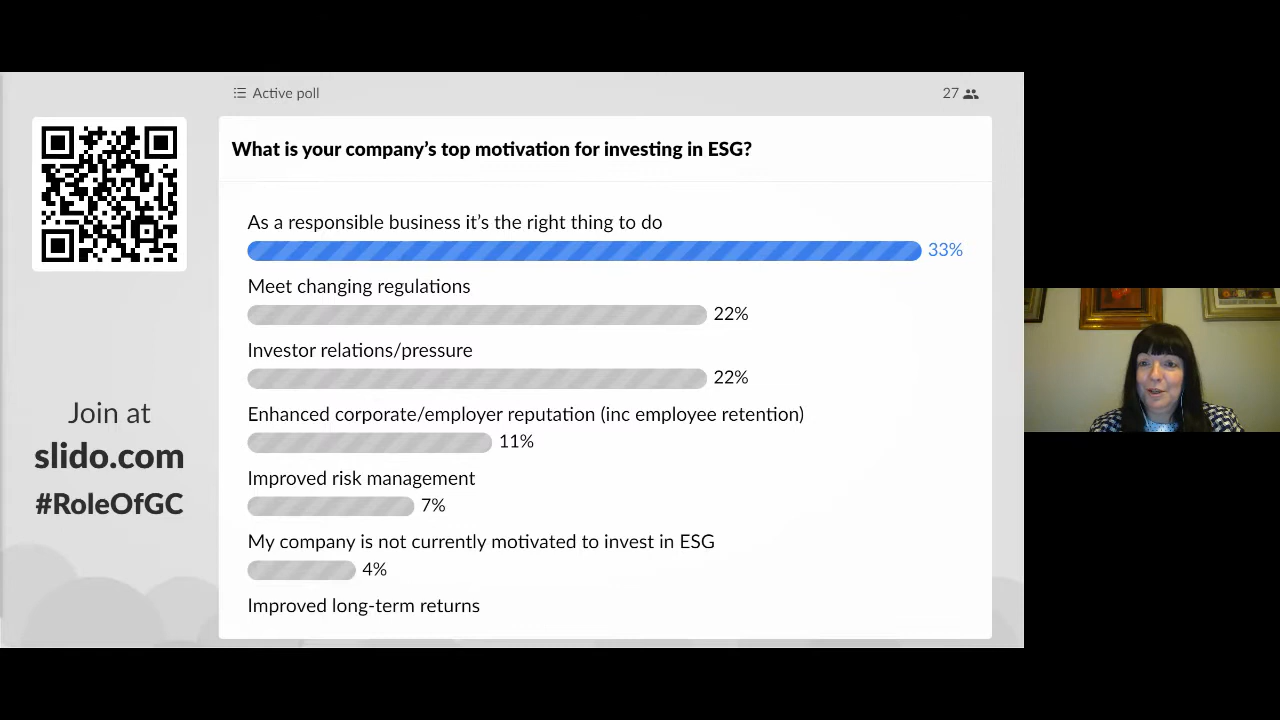 Active poll
27
What is your company's top motivation for investing in ESG?
As a responsible business it's the right thing to do
33%
Meet changing regulations
22%
Investor relations/pressure
22%
Enhanced corporate/employer reputation (inc employee retention)
11%
Improved risk management
7%
My company is not currently motivated to invest in ESG
4%
Improved long-term returns
Join at
slido.com
#RoleOfGC